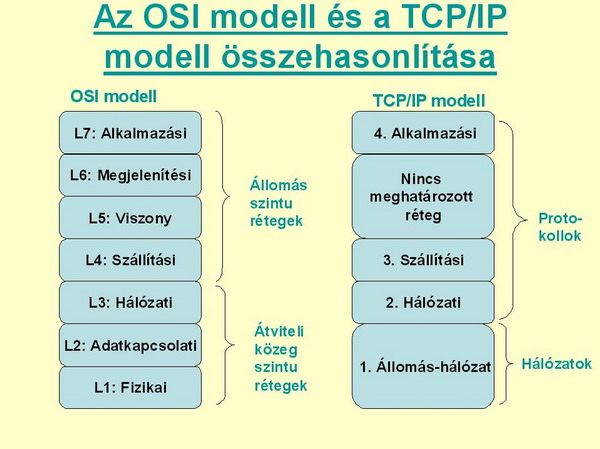 Az OSI modell és a TCP/IP
modell összehasonlítása
OSI modell
L7: Alkalmazási
L6: Megjelenítési
L5: Viszony
L4: Szállítási
L3: Hálózati
L2: Adatkapcsolati
L1: Fizikai
Állomás
szintu
rétegek
Átviteli
közeg
szintu
rétegek
TCP/IP modell
4. Alkalmazási
Nincs
meghatározott
réteg
3. Szállítási
2. Hálózati
1. Állomás-hálózat
Proto-
kollok
Hálózatok